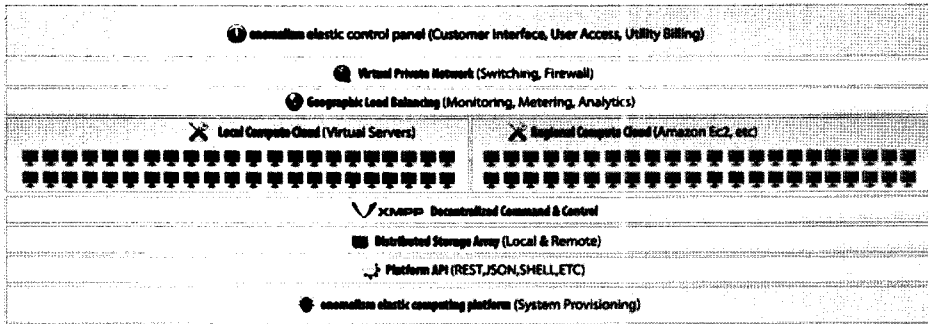 enomalism elastic control panel (Customer Interface, User Access, Utility Billing)
Virtual Private Network (Switching, Firewall)
Geographic Load Balancing (Monitoring, Metering, Analytics)
Local Compute Cloud (Virtual Servers)
Regional Compute Cloud (Amazon Ec2, etc)
XMPP Decentralized Command & Control
Distributed Storage Array (Local & Remote)
Platform API (REST,JSON,SHELL,ETC)
enomalism elastic computing platform (System Provisioning)